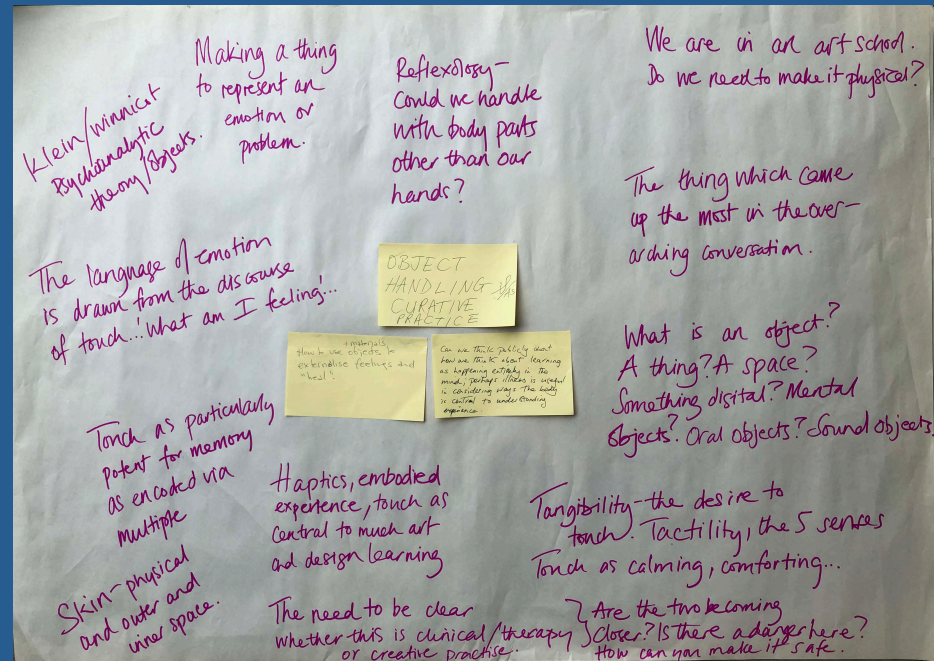 Klein/Winnicot
Psychoanalytic
theory/objects.
Making a thing
to represent an
emotion or
problem.
Reflexology—
Could we handle
with body parts
other than our
hands?
We are in an art school.
Do we need to make it physical?
The thing which came
up the most in the over–
arching conversation.
The language of emotion
is drawn from the discourse
of touch...'What am I feeling'...
OBJECT
HANDLING
CURATIVE
PRACTICE
+ materials
How to use objects to
externalise feelings and
heal!
Can we think publicly about
how we think about learning
as happening entirely in the
mind, perhaps illness is useful
in considering ways the body
is central to understanding
experience.
What is an object?
A thing? A space?
Something digital? Mental
Objects? Oral objects? Sound objects
Touch as particularly
potent for memory
as encoded via
multiple
Haptics, embodied
experience, touch as
central to much art
and design learning
Tangibility—the desire to
touch. Tactility, the 5 senses
Touch as calming, comforting...
Skin–physical
and outer and
inner space.
The need to be clear
whether this is clinical/therapy
or creative practise.
Are the two becoming
closer? Is there a danger here?
How can you make it safe.